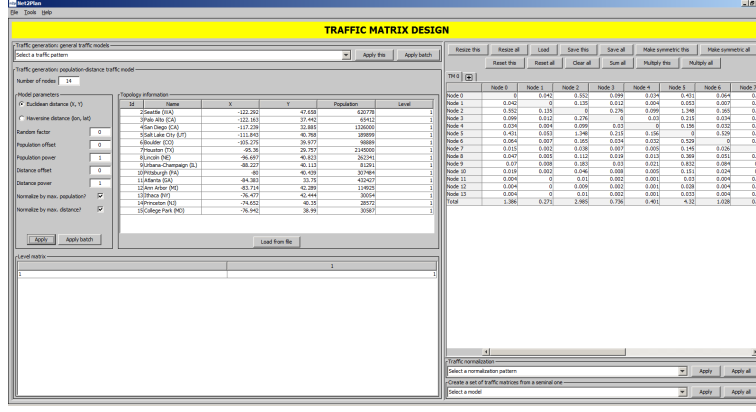 Net2Plan
File Tools Help
TRAFFIC MATRIX DESIGN
Traffic generation: general traffic models
Select a traffic pattern
Apply this Apply batch
Traffic generation: population-distance traffic model
Number of nodes 14
Model parameters
Euclidean distance (X, Y)
Haversine distance (lon, lat)
Random factor 0
Population offset 0
Population power 1
Distance offset 0
Distance power 1
Normalize by max. population?
Normalize by max. distance?
Apply Apply batch
Topology information
Id Name X Y Population Level
2 Seattle (WA) -122.292 47.658 620778 1
3 Palo Alto (CA) -122.163 37.442 65412 1
4 San Diego (CA) -117.239 32.885 1326000 1
5 Salt Lake City (UT) -111.843 40.768 189899 1
6 Boulder (CO) -105.275 39.977 98889 1
7 Houston (TX) -95.36 29.757 2145000 1
8 Lincoln (NE) -96.697 40.823 262341 1
9 Urbana-Champaign (IL) -88.227 40.113 81291 1
10 Pittsburgh (PA) -80 40.439 307484 1
11 Atlanta (GA) -84.383 33.75 432427 1
12 Ann Arbor (MI) -83.714 42.289 114925 1
13 Ithaca (NY) -76.477 42.444 30054 1
14 Princeton (NJ) -74.652 40.35 28572 1
15 College Park (MD) -76.942 38.99 30587 1
Load from file
Level matrix
1
1 1
Resize this Resize all Load Save this Save all Make symmetric this Make symmetric all
Reset this Reset all Clear all Sum all Multiply this Multiply all
TM 0
Node 0 Node 1 Node 2 Node 3 Node 4 Node 5 Node 6 Node 7
Node 0 0 0.042 0.552 0.099 0.034 0.431 0.064
Node 1 0.042 0 0.135 0.012 0.004 0.053 0.007
Node 2 0.552 0.135 0 0.276 0.099 1.348 0.165
Node 3 0.099 0.012 0.276 0 0.03 0.215 0.034
Node 4 0.034 0.004 0.099 0.03 0 0.156 0.032
Node 5 0.431 0.053 1.348 0.215 0.156 0 0.529
Node 6 0.064 0.007 0.165 0.034 0.032 0.529 0
Node 7 0.015 0.002 0.038 0.007 0.005 0.145 0.026
Node 8 0.047 0.005 0.112 0.019 0.013 0.369 0.051
Node 9 0.07 0.008 0.183 0.03 0.021 0.832 0.084
Node 10 0.019 0.002 0.046 0.008 0.005 0.151 0.024
Node 11 0.004 0 0.01 0.002 0.001 0.03 0.004
Node 12 0.004 0 0.009 0.002 0.001 0.028 0.004
Node 13 0.004 0 0.01 0.002 0.001 0.033 0.004
Total 1.386 0.271 2.985 0.736 0.401 4.32 1.028
Traffic normalization
Select a normalization pattern
Apply Apply all
Create a set of traffic matrices from a seminal one
Select a model
Apply Apply all